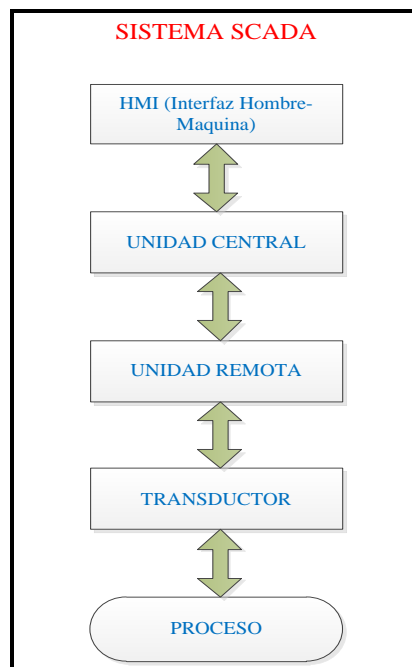 SISTEMA SCADA
HMI (Interfaz Hombre-
Maquina)
UNIDAD CENTRAL
UNIDAD REMOTA
TRANSDUCTOR
PROCESO